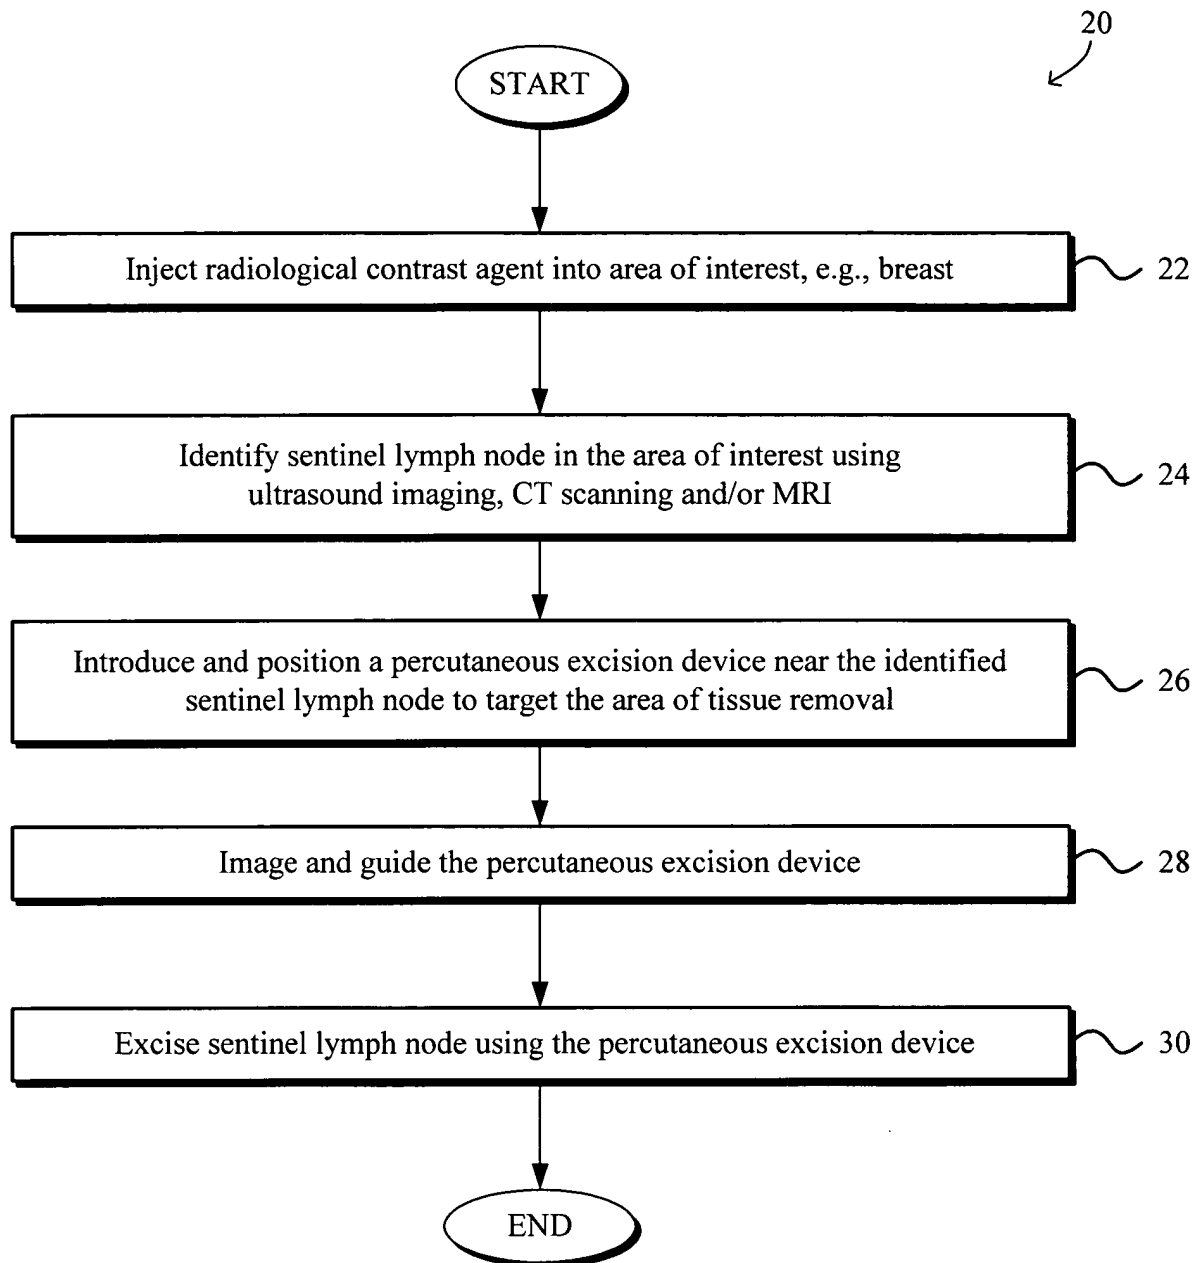 20
START
Inject radiological contrast agent into area of interest, e.g., breast
22
Identify sentinel lymph node in the area of interest using
ultrasound imaging, CT scanning and/or MRI
24
Introduce and position a percutaneous excision device near the identified
sentinel lymph node to target the area of tissue removal
26
Image and guide the percutaneous excision device
28
Excise sentinel lymph node using the percutaneous excision device
30
END